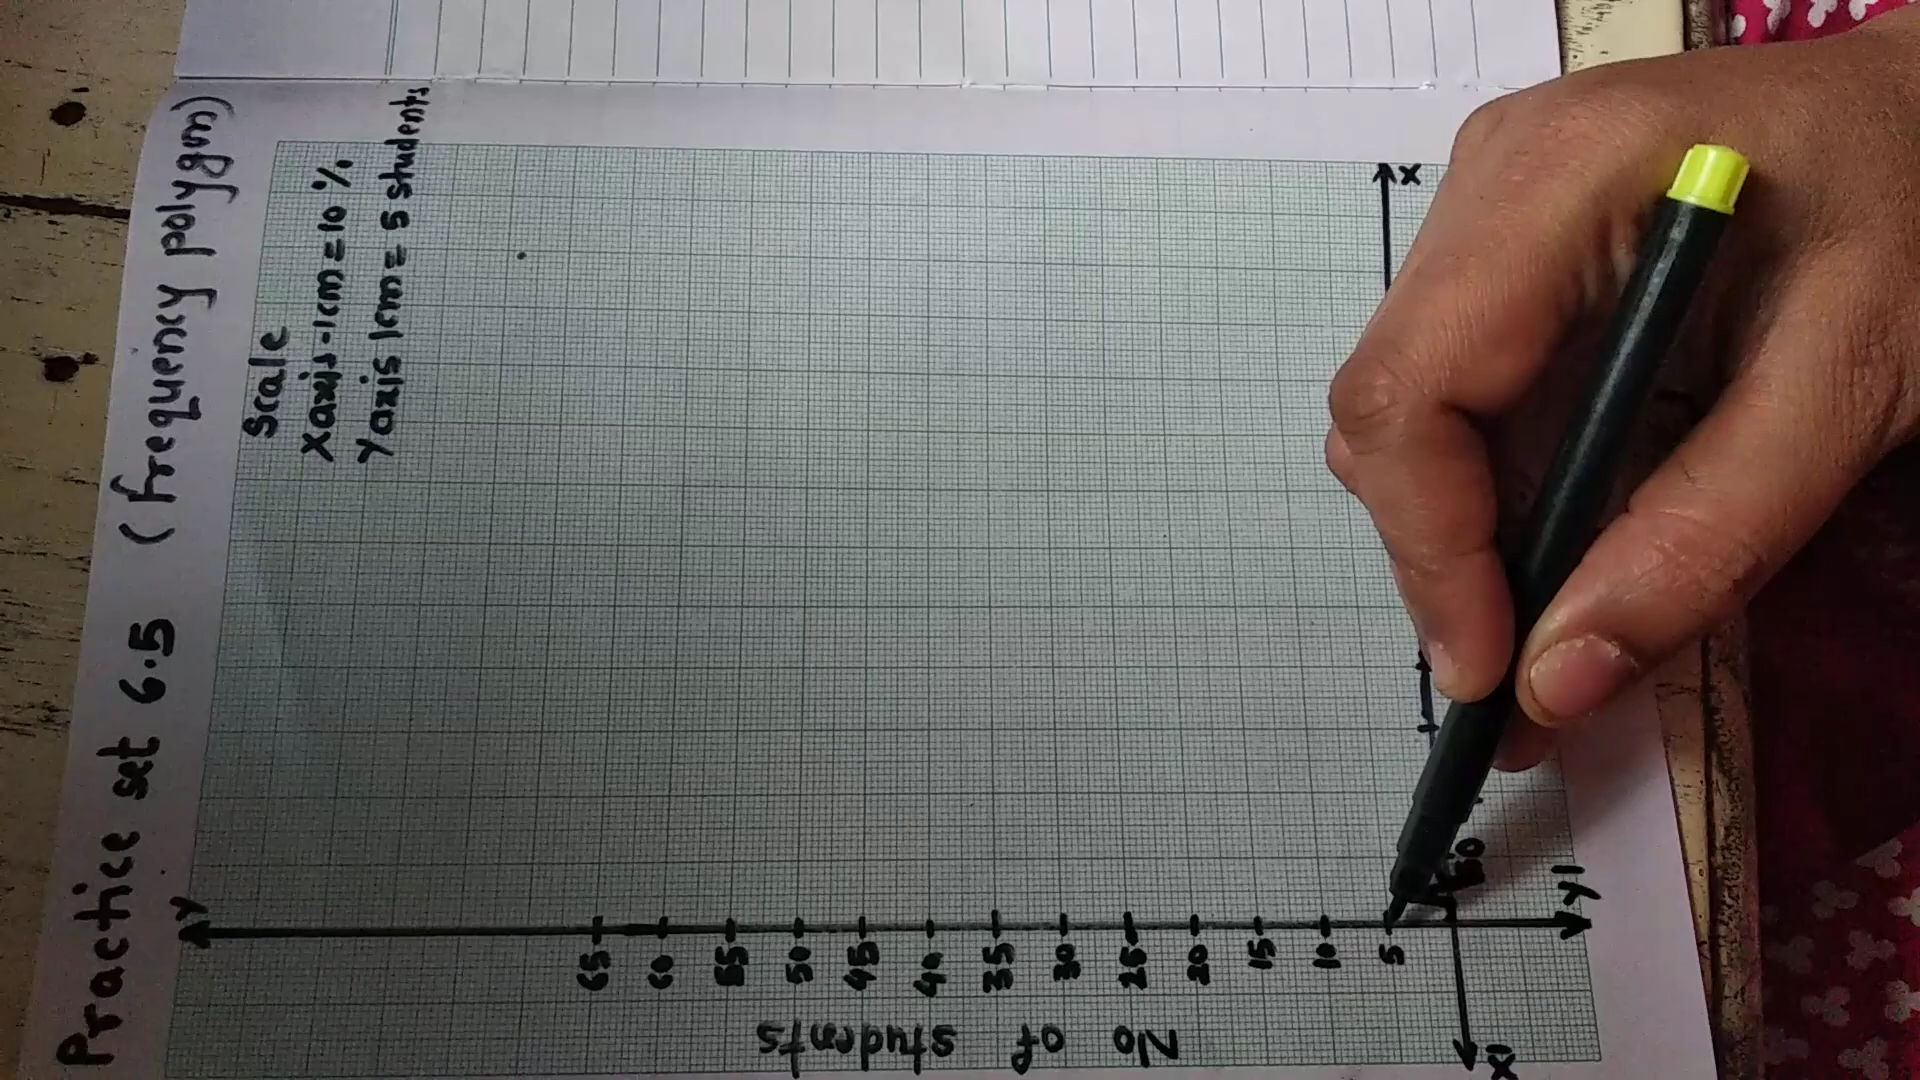 Practice set 6.5 (frequency polygon)
Scale
X axis - 1cm = 10 %
Y axis 1cm = 5 students
Y
65
60
55
50
45
40
35
30
25
20
15
10
5
No of students
X
X'
Y'